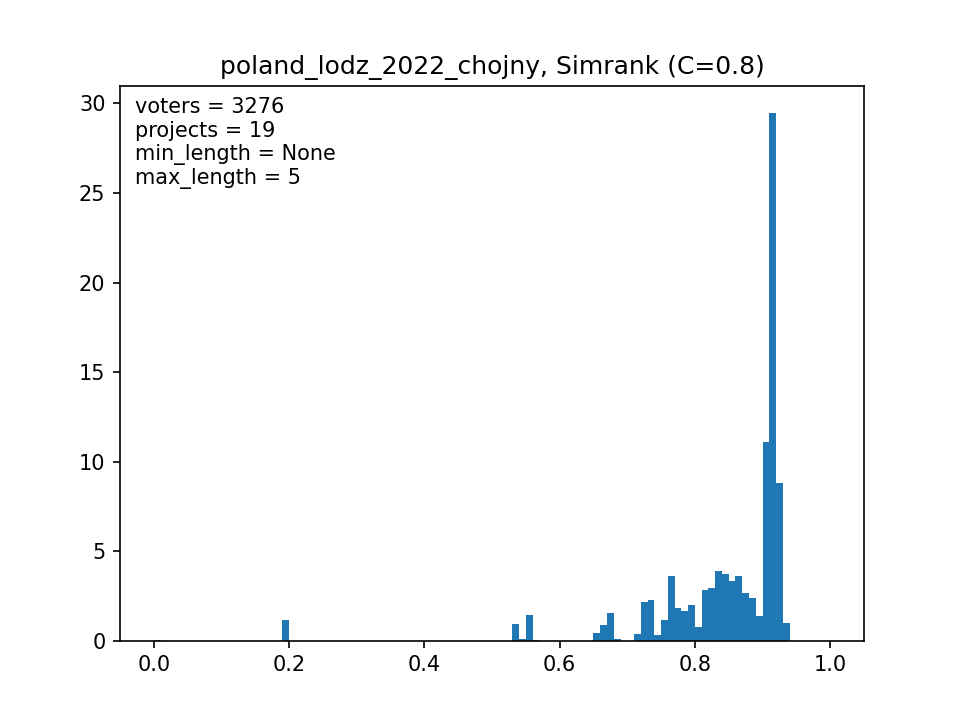 poland_lodz_2022_chojny, Simrank (C=0.8)
voters = 3276
projects = 19
min_length = None
max_length = 5
30
25
20
15
10
5
0
0.0 0.2 0.4 0.6 0.8 1.0